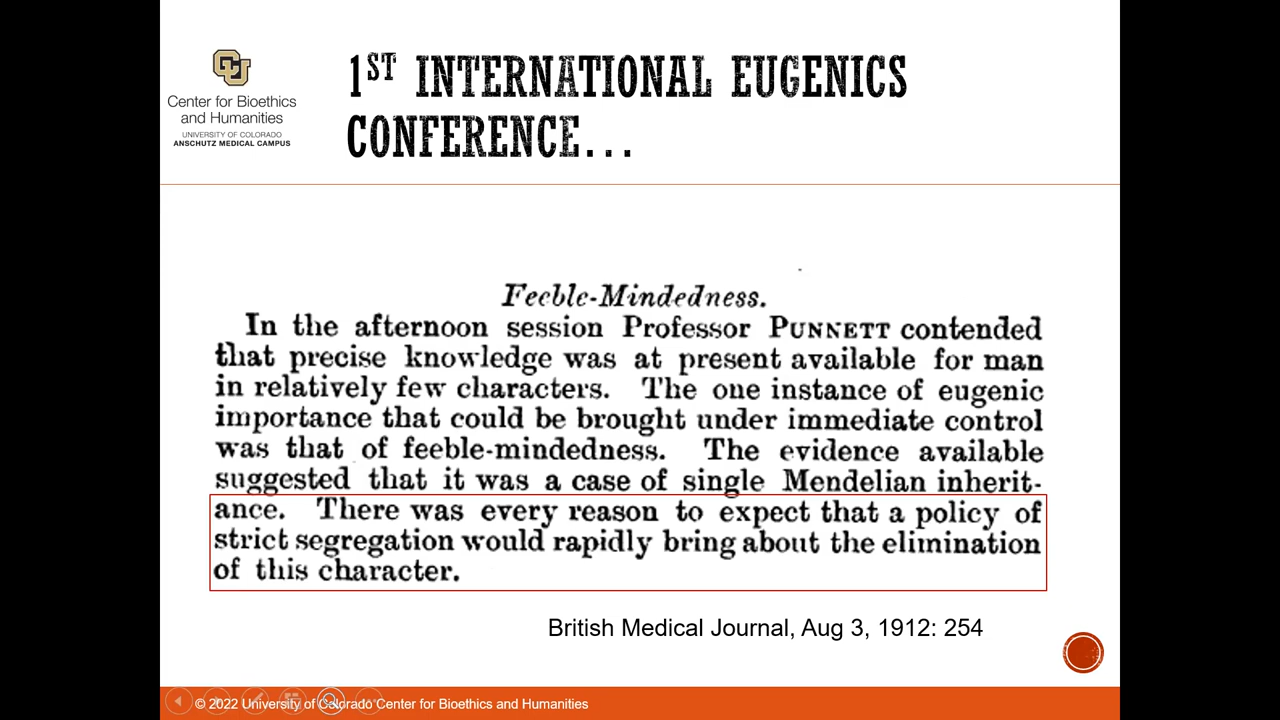 Center for Bioethics
and Humanities
UNIVERSITY OF COLORADO
ANSCHUTZ MEDICAL CAMPUS
1ST INTERNATIONAL EUGENICS
CONFERENCE...
Feeble-Mindedness.
In the afternoon session Professor PUNNETT contended
that precise knowledge was at present available for man
in relatively few characters. The one instance of eugenic
importance that could be brought under immediate control
was that of feeble-mindedness. The evidence available
suggested that it was a case of single Mendelian inherit-
ance. There was every reason to expect that a policy of
strict segregation would rapidly bring about the elimination
of this character.
British Medical Journal, Aug 3, 1912: 254
© 2022 University of Colorado Center for Bioethics and Humanities